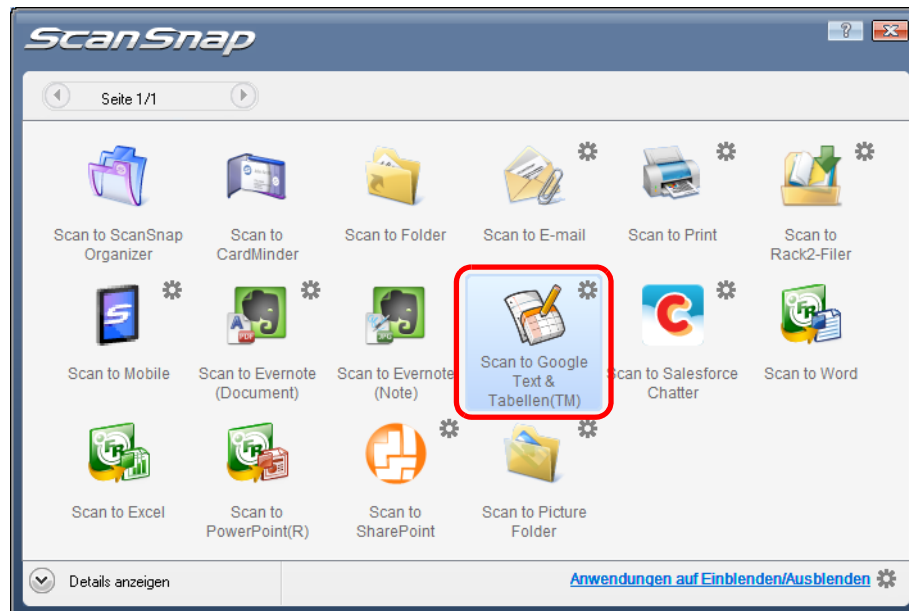 ScanSnap
Seite 1/1
Scan to ScanSnap
Organizer
Scan to
CardMinder
Scan to Folder
Scan to E-mail
Scan to Print
Scan to
Rack2-Filer
Scan to Mobile
Scan to Evernote
(Document)
Scan to Evernote
(Note)
Scan to Google
Text &
Tabellen(TM)
Scan to Salesforce
Chatter
Scan to Word
Scan to Excel
Scan to
PowerPoint(R)
Scan to
SharePoint
Scan to Picture
Folder
Details anzeigen
Anwendungen auf Einblenden/Ausblenden